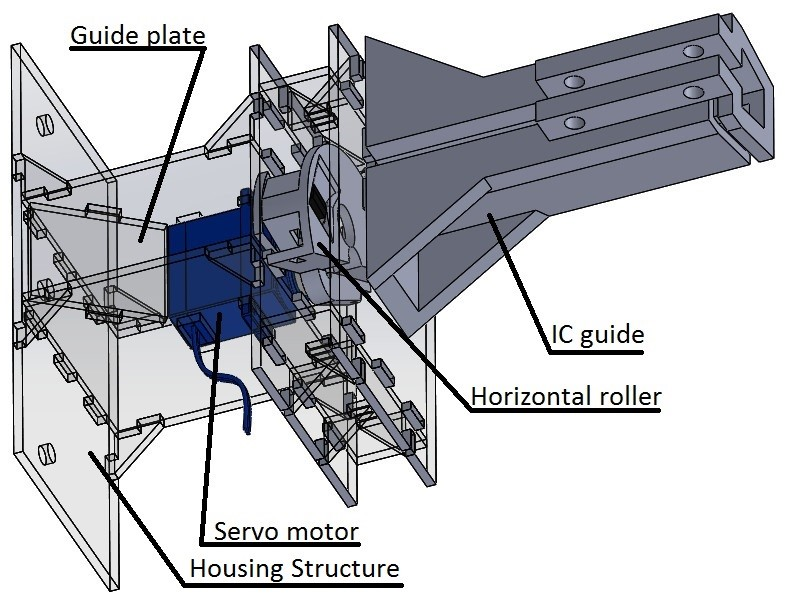 Guide plate
IC guide
Horizontal roller
Servo motor
Housing Structure